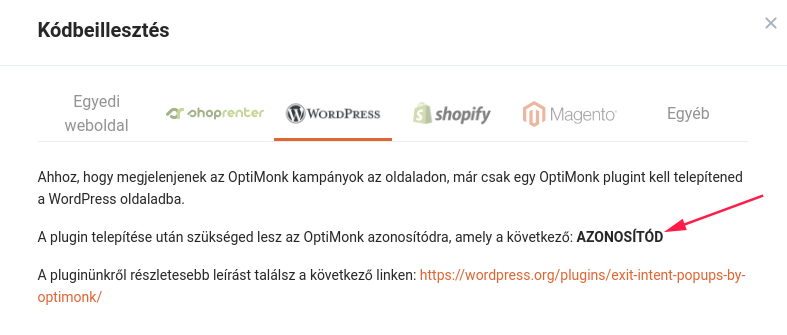 Kódbeillesztés
Egyedi
weboldal
shoprenter
WORDPRESS
shopify
Magento
Egyéb
Ahhoz, hogy megjelenjenek az OptiMonk kampányok az oldaladon, már csak egy OptiMonk plugint kell telepítened
a WordPress oldaladba.
A plugin telepítése után szükséged lesz az OptiMonk azonosítódra, amely a következő: AZONOSÍTÓD
A pluginünkről részletesebb leírást találsz a következő linken: https://wordpress.org/plugins/exit-intent-popups-by-
optimonk/